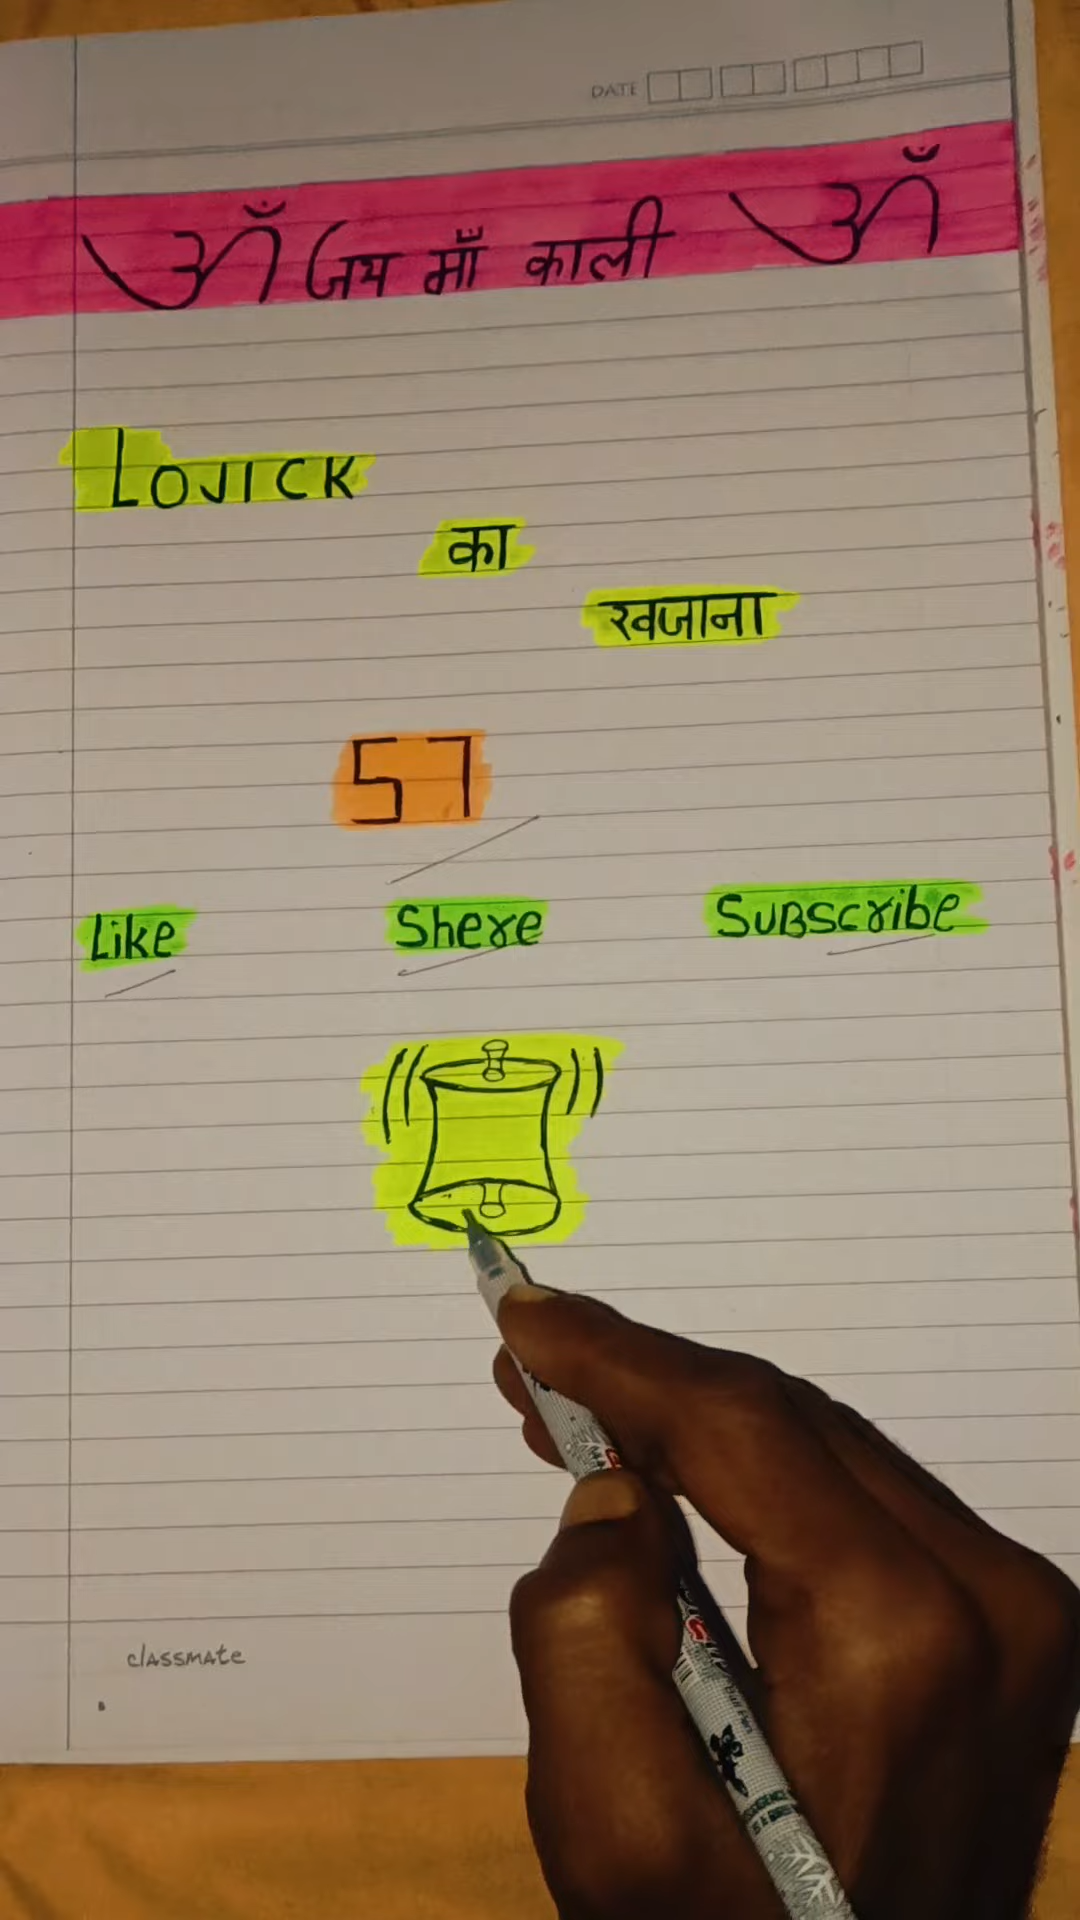 DATE
ॐ जय माँ काली ॐ
LOJICK
का
खजाना
57
Like Shere SUBSCribe
classmate